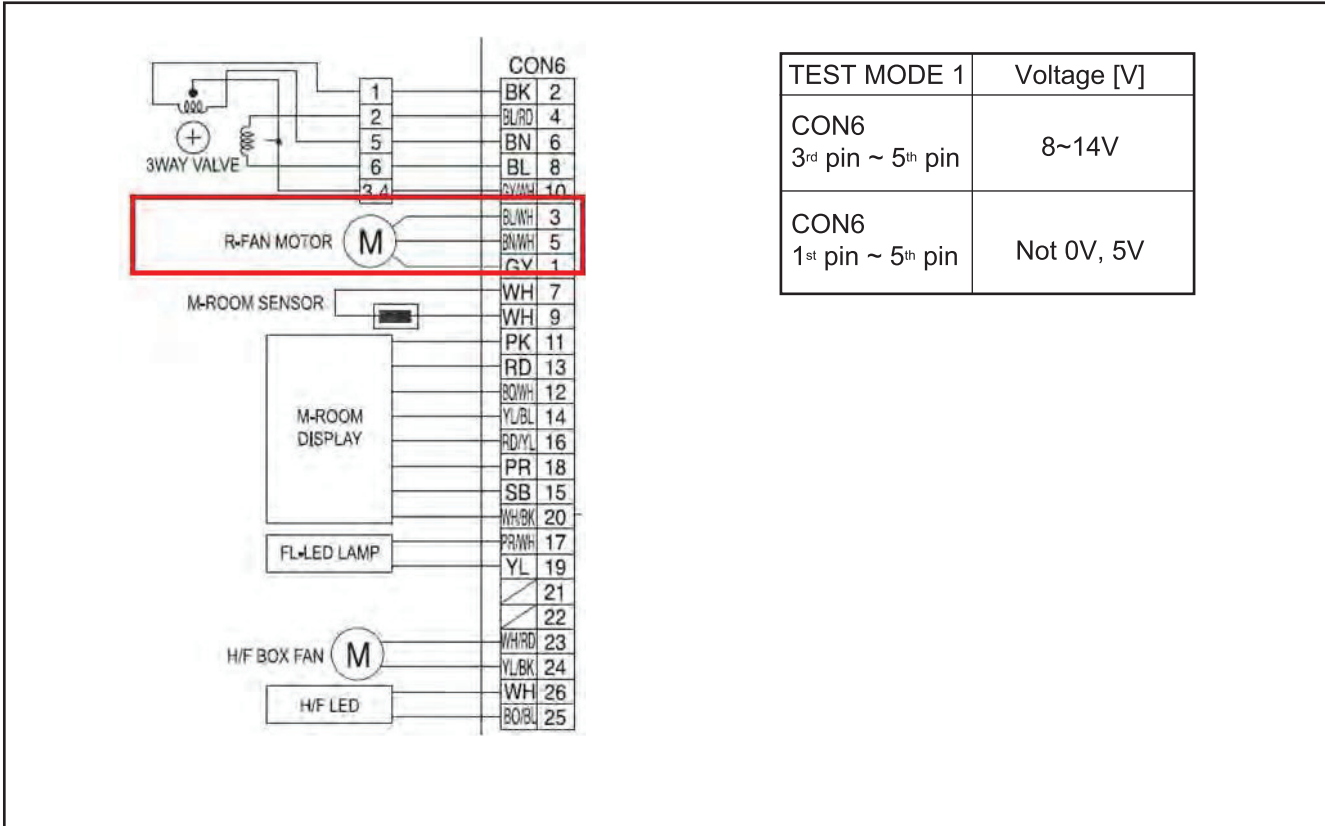 CON6
1 BK 2
2 BL/RD 4
5 BN 6
6 BL 8
3.4 GY/WH 10
3WAY VALVE
R-FAN MOTOR M BL/WH 3
BN/WH 5
GY 1
M-ROOM SENSOR WH 7
WH 9
PK 11
RD 13
BO/WH 12
M-ROOM YL/BL 14
DISPLAY RD/YL 16
PR 18
SB 15
WH/BK 20
FL-LED LAMP PR/WH 17
YL 19
21
22
H/F BOX FAN M WH/RD 23
YL/BK 24
H/F LED WH 26
BO/BL 25
TEST MODE 1 Voltage [V]
CON6
3rd pin ~ 5th pin 8~14V
CON6
1st pin ~ 5th pin Not 0V, 5V